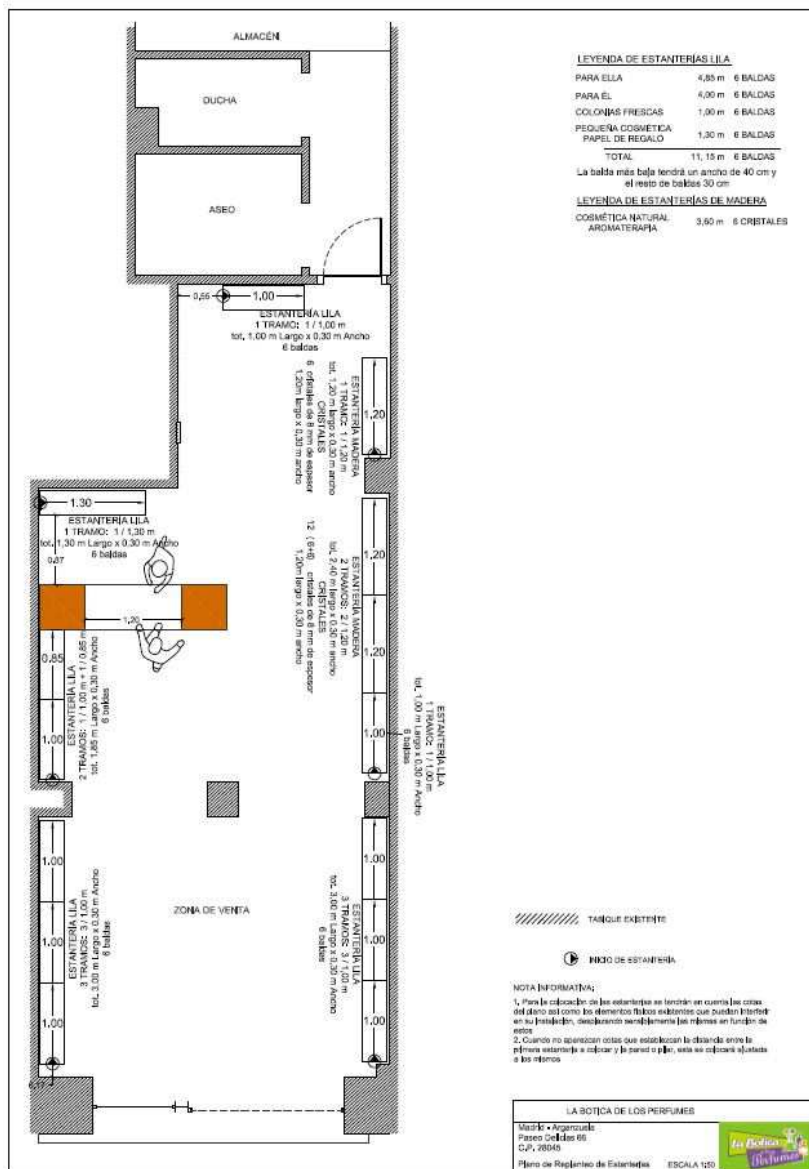 ALMACÉN
DUCHA
ASEO
LEYENDA DE ESTANTERÍAS LILA
PARA ELLA 4,85 m 6 BALDAS
PARA ÉL 4,00 m 6 BALDAS
COLONIAS FRESCAS 1,00 m 6 BALDAS
PEQUEÑA COSMÉTICA
PAPEL DE REGALO 1,30 m 6 BALDAS
TOTAL 11,15 m 6 BALDAS
La balda más baja tendrá un ancho de 40 cm y
el resto de baldas 30 cm
LEYENDA DE ESTANTERÍAS DE MADERA
COSMÉTICA NATURAL
AROMATERAPIA 3,60 m 6 CRISTALES
0,55 1,00
ESTANTERÍA LILA
1 TRAMO: 1 / 1,00 m
tot. 1,00 m Largo x 0,30 m Ancho
6 baldas
1,20
ESTANTERÍA MADERA
1 TRAMO: 1 / 1,20 m
tot. 1,20 m largo x 0,30 m ancho
CRISTALES
6 cristales de 8 mm de espesor
1,20m largo x 0,30 m ancho
1.30
ESTANTERÍA LILA
1 TRAMO: 1 / 1,30 m
tot. 1,30 m Largo x 0,30 m Ancho
6 baldas
0,87
1,20
1,20
1,20
1.00
ESTANTERÍA MADERA
2 TRAMOS: 2 / 1,20 m
tot. 2,40 m largo x 0,30 m ancho
CRISTALES
12 (6+6) cristales de 8 mm de espesor
1,20m largo x 0,30 m ancho
0,85
1.00
ESTANTERÍA LILA
2 TRAMOS: 1 / 1,00 m + 1 / 0,85 m
tot. 1,85 m Largo x 0,30 m Ancho
6 baldas
ESTANTERÍA LILA
1 TRAMO: 1 / 1,00 m
tot. 1,00 m Largo x 0,30 m Ancho
6 baldas
1.00
1.00
1.00
ESTANTERÍA LILA
3 TRAMOS: 3 / 1,00 m
tot. 3,00 m Largo x 0,30 m Ancho
6 baldas
ZONA DE VENTA
ESTANTERÍA LILA
3 TRAMOS: 3 / 1,00 m
tot. 3,00 m Largo x 0,30 m Ancho
6 baldas
1.00
1.00
1.00
0,17
TABIQUE EXISTENTE
INICIO DE ESTANTERÍA
NOTA INFORMATIVA:
1. Para la colocación de las estanterías se tendrán en cuenta las cotas
del plano así como los elementos físicos existentes que puedan interferir
en su instalación, desplazando sensiblemente las mismas en función de
estos
2. Cuando no aparezcan cotas que establezcan la distancia entre la
primera estantería a colocar y la pared o pilar, esta se colocará ajustada
a los mismos
LA BOTICA DE LOS PERFUMES
Madrid - Arganzuela
Paseo Delicias 66
C.P. 28045
Plano de Replanteo de Estanterías ESCALA 1:50
La Botica
de los
Perfumes